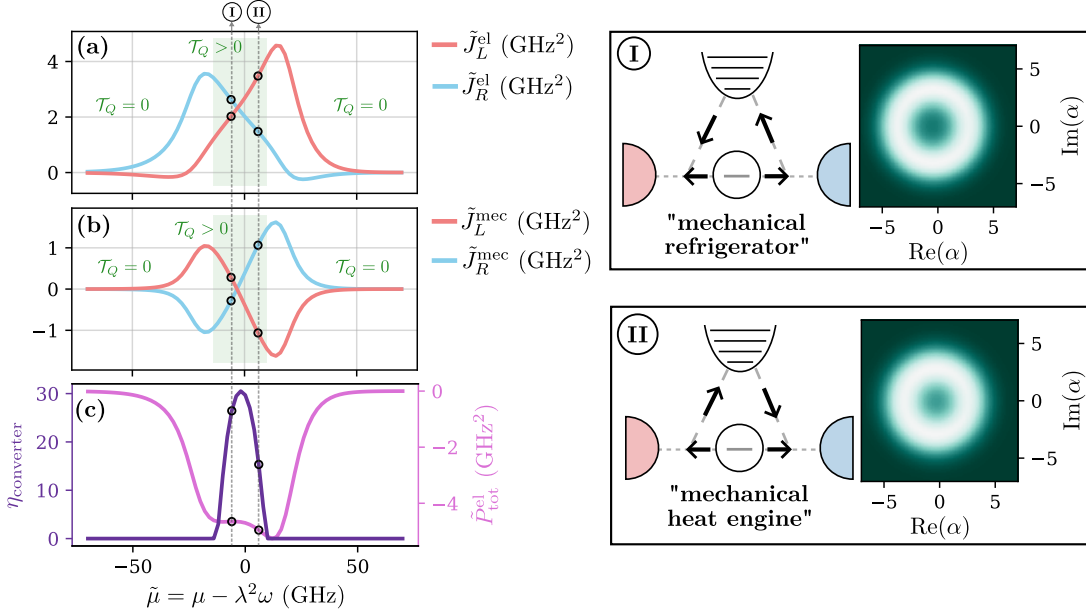 I
II
(a)
𝒯_Q > 0
𝒯_Q = 0
𝒯_Q = 0
4
2
0
J̃_L^el (GHz²)
J̃_R^el (GHz²)
(b)
𝒯_Q > 0
𝒯_Q = 0
𝒯_Q = 0
1
0
−1
J̃_L^mec (GHz²)
J̃_R^mec (GHz²)
(c)
30
20
10
0
η_converter
0
−2
−4
P̃_tot^el (GHz²)
−50
0
50
μ̃ = μ − λ²ω (GHz)
I
"mechanical
refrigerator"
5
0
−5
Im(α)
−5
0
5
Re(α)
II
"mechanical
heat engine"
5
0
−5
Im(α)
−5
0
5
Re(α)